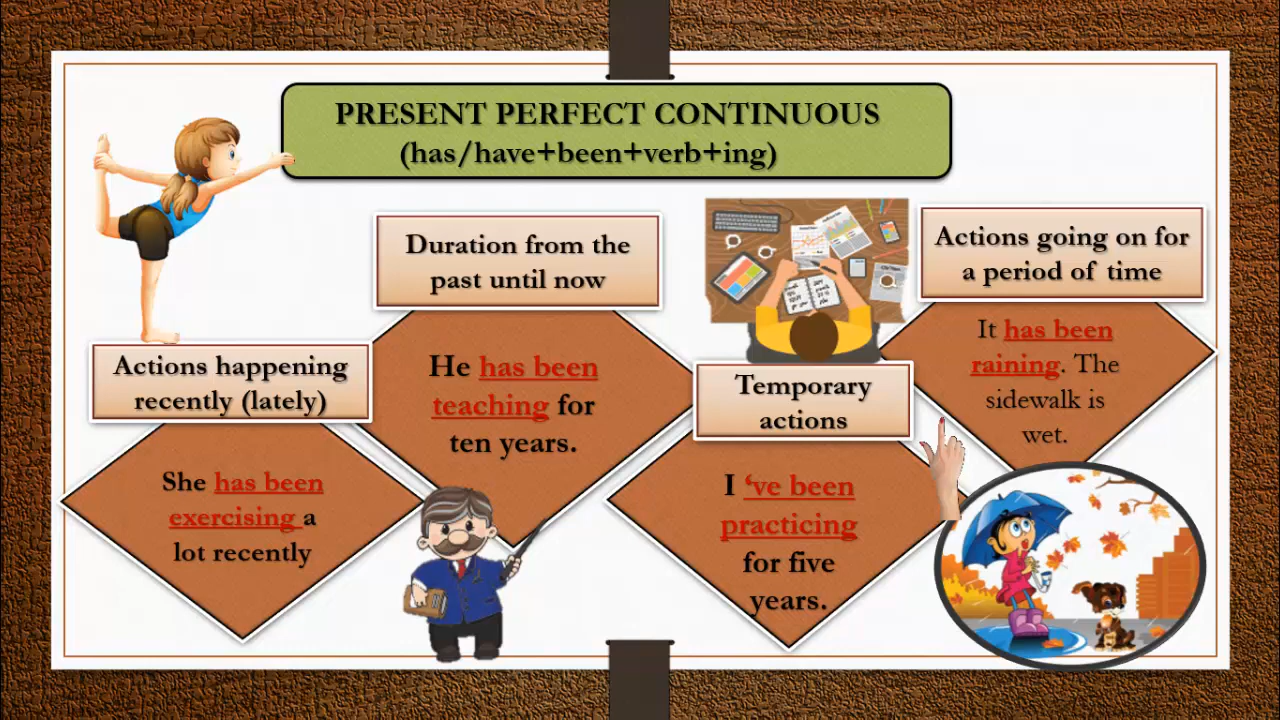 PRESENT PERFECT CONTINUOUS
(has/have+been+verb+ing)
Actions happening
recently (lately)
She has been
exercising a
lot recently
Duration from the
past until now
He has been
teaching for
ten years.
Temporary
actions
I ‘ve been
practicing
for five
years.
Actions going on for
a period of time
It has been
raining. The
sidewalk is
wet.